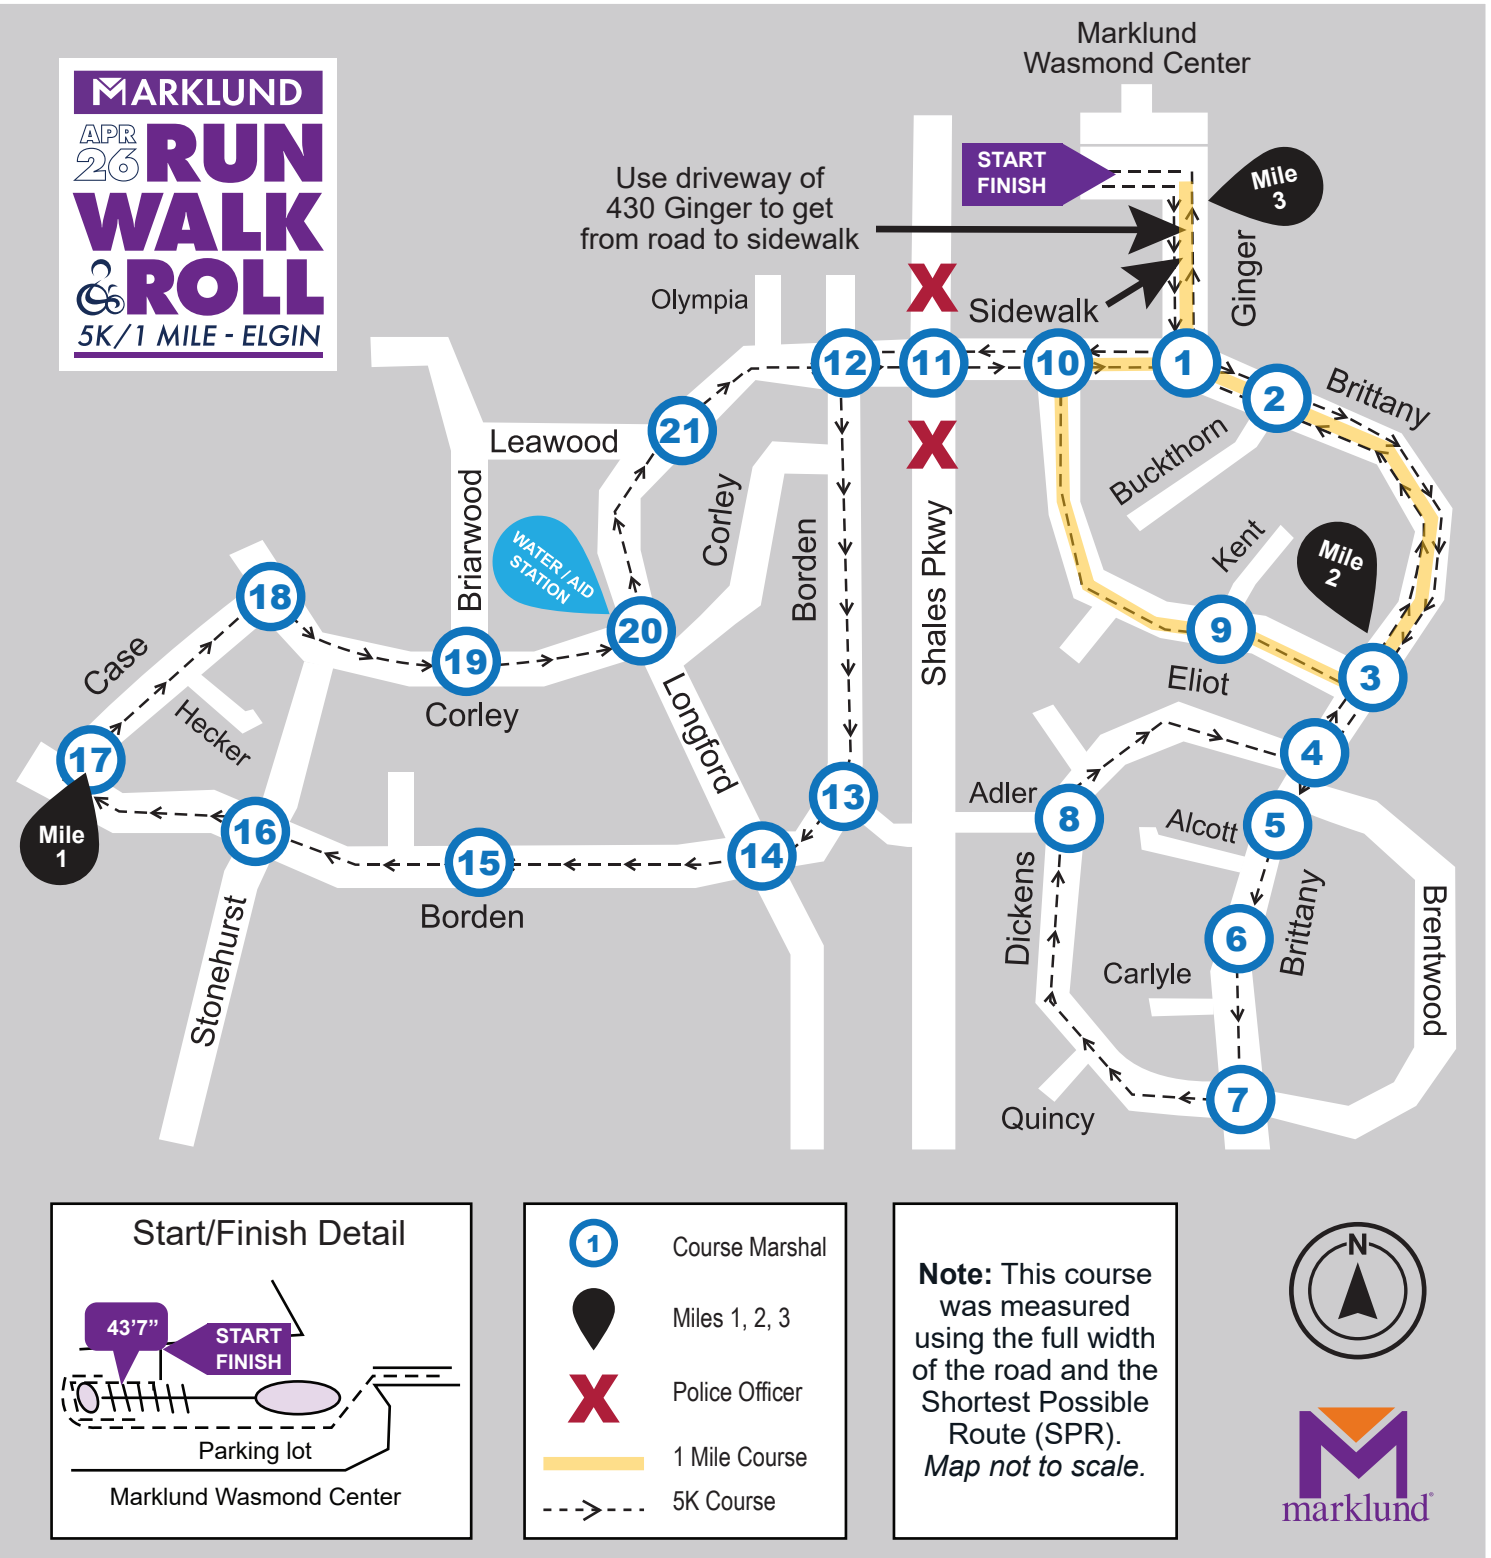 MARKLUND
APR
26
RUN
WALK
&ROLL
5K/1 MILE - ELGIN
Marklund
Wasmond Center
START
FINISH
Mile
3
Use driveway of
430 Ginger to get
from road to sidewalk
Ginger
Olympia
Sidewalk
12
11
10
1
2
Brittany
21
Leawood
Buckthorn
Briarwood
Corley
Borden
Shales Pkwy
Kent
Mile
2
WATER / AID
STATION
18
19
20
9
3
Case
Hecker
Corley
Longford
Eliot
4
17
Mile
1
16
15
14
13
Adler
8
Alcott
5
Borden
Stonehurst
Dickens
6
Brittany
Brentwood
Carlyle
7
Quincy
Start/Finish Detail
43’7”
START
FINISH
Parking lot
Marklund Wasmond Center
1
Course Marshal
Miles 1, 2, 3
X
Police Officer
1 Mile Course
5K Course
Note: This course
was measured
using the full width
of the road and the
Shortest Possible
Route (SPR).
Map not to scale.
N
marklund®